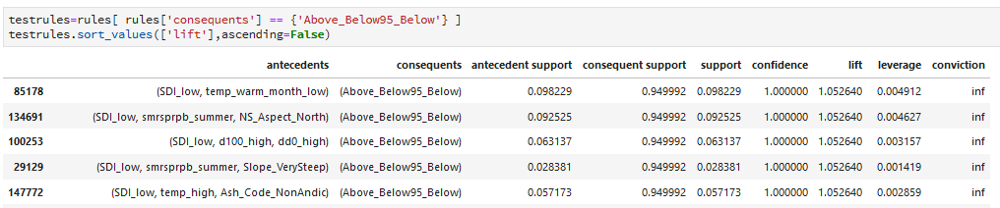 testrules=rules[ rules['consequents'] == {'Above_Below95_Below'} ]
testrules.sort_values(['lift'],ascending=False)
antecedents consequents antecedent support consequent support support confidence lift leverage conviction
85178 (SDI_low, temp_warm_month_low) (Above_Below95_Below) 0.098229 0.949992 0.098229 1.000000 1.052640 0.004912 inf
134691 (SDI_low, smrsprpb_summer, NS_Aspect_North) (Above_Below95_Below) 0.092525 0.949992 0.092525 1.000000 1.052640 0.004627 inf
100253 (SDI_low, d100_high, dd0_high) (Above_Below95_Below) 0.063137 0.949992 0.063137 1.000000 1.052640 0.003157 inf
29129 (SDI_low, smrsprpb_summer, Slope_VerySteep) (Above_Below95_Below) 0.028381 0.949992 0.028381 1.000000 1.052640 0.001419 inf
147772 (SDI_low, temp_high, Ash_Code_NonAndic) (Above_Below95_Below) 0.057173 0.949992 0.057173 1.000000 1.052640 0.002859 inf